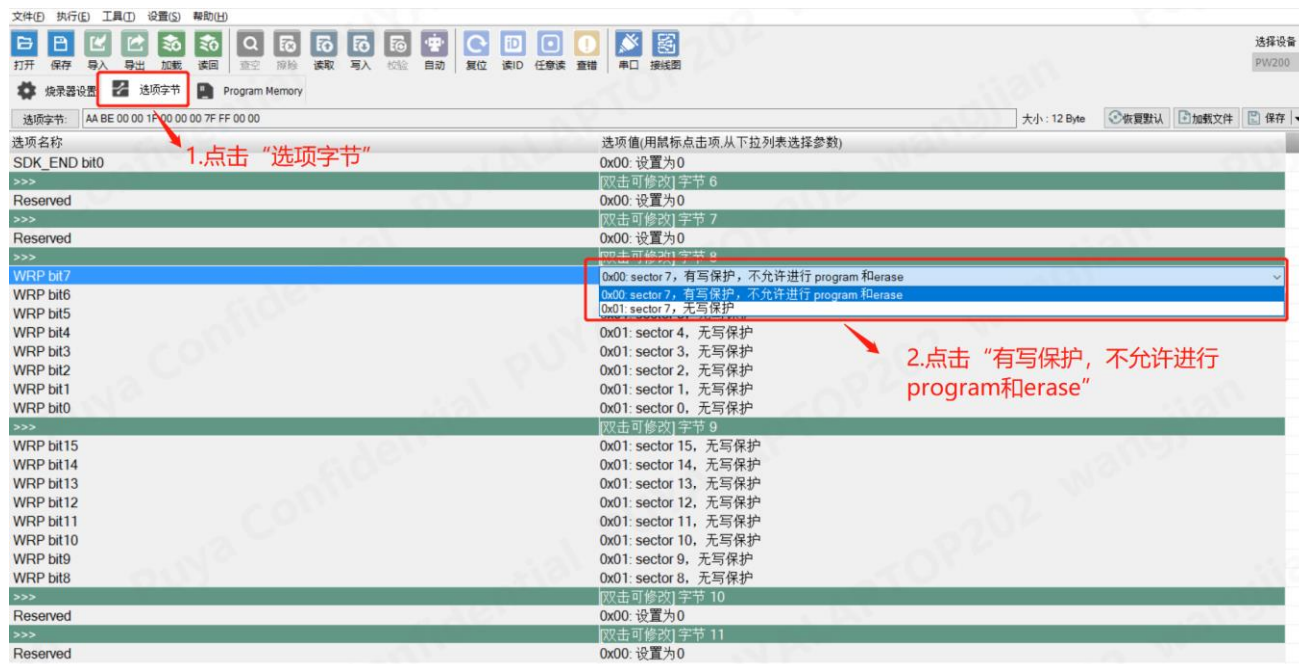 文件(F) 执行(E) 工具(T) 设置(S) 帮助(H)
打开 保存 导入 导出 加载 读回 查空 擦除 读取 写入 校验 自动 复位 读ID 任意读 查错 串口 接线图
选择设备
PW200
烧录器设置 选项字节 Program Memory
选项字节: AA BE 00 00 1F 00 00 00 7F FF 00 00 大小: 12 Byte 恢复默认 加载文件 保存
选项名称 选项值(用鼠标点击项,从下拉列表选择参数)
1.点击“选项字节”
SDK_END bit0 0x00: 设置为0
>>> [双击可修改] 字节 6
Reserved 0x00: 设置为0
>>> [双击可修改] 字节 7
Reserved 0x00: 设置为0
>>> [双击可修改] 字节 8
WRP bit7 0x00: sector 7，有写保护，不允许进行 program 和erase
WRP bit6 0x00: sector 7，有写保护，不允许进行 program 和erase
WRP bit5 0x01: sector 7，无写保护
WRP bit4 0x01: sector 4，无写保护
WRP bit3 0x01: sector 3，无写保护
WRP bit2 0x01: sector 2，无写保护
WRP bit1 0x01: sector 1，无写保护
WRP bit0 0x01: sector 0，无写保护
2.点击“有写保护，不允许进行
program和erase”
>>> [双击可修改] 字节 9
WRP bit15 0x01: sector 15，无写保护
WRP bit14 0x01: sector 14，无写保护
WRP bit13 0x01: sector 13，无写保护
WRP bit12 0x01: sector 12，无写保护
WRP bit11 0x01: sector 11，无写保护
WRP bit10 0x01: sector 10，无写保护
WRP bit9 0x01: sector 9，无写保护
WRP bit8 0x01: sector 8，无写保护
>>> [双击可修改] 字节 10
Reserved 0x00: 设置为0
>>> [双击可修改] 字节 11
Reserved 0x00: 设置为0